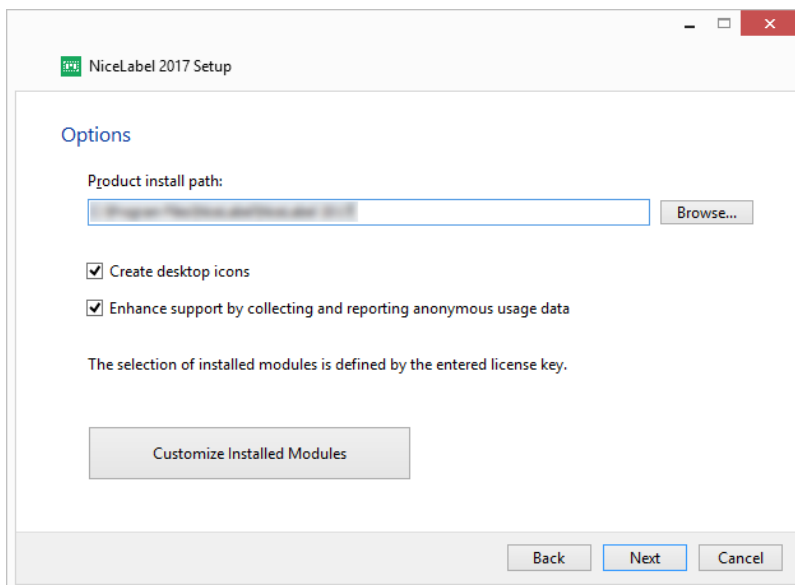 NiceLabel 2017 Setup
Options
Product install path:
Browse...
Create desktop icons
Enhance support by collecting and reporting anonymous usage data
The selection of installed modules is defined by the entered license key.
Customize Installed Modules
Back Next Cancel